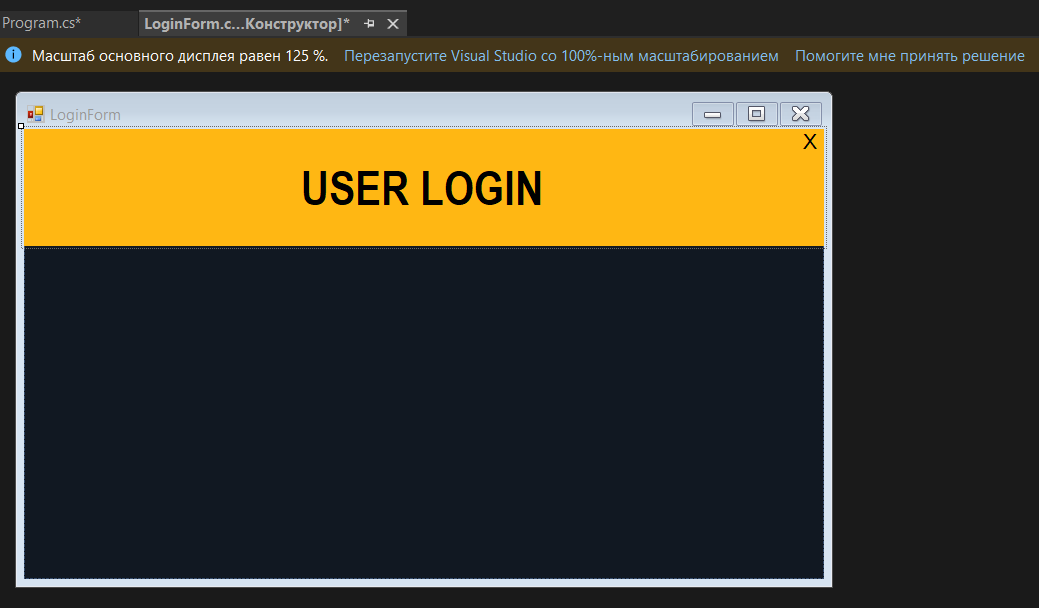 Program.cs*
LoginForm.c...Конструктор]*
Масштаб основного дисплея равен 125 %. Перезапустите Visual Studio со 100%-ным масштабированием Помогите мне принять решение
LoginForm
X
USER LOGIN